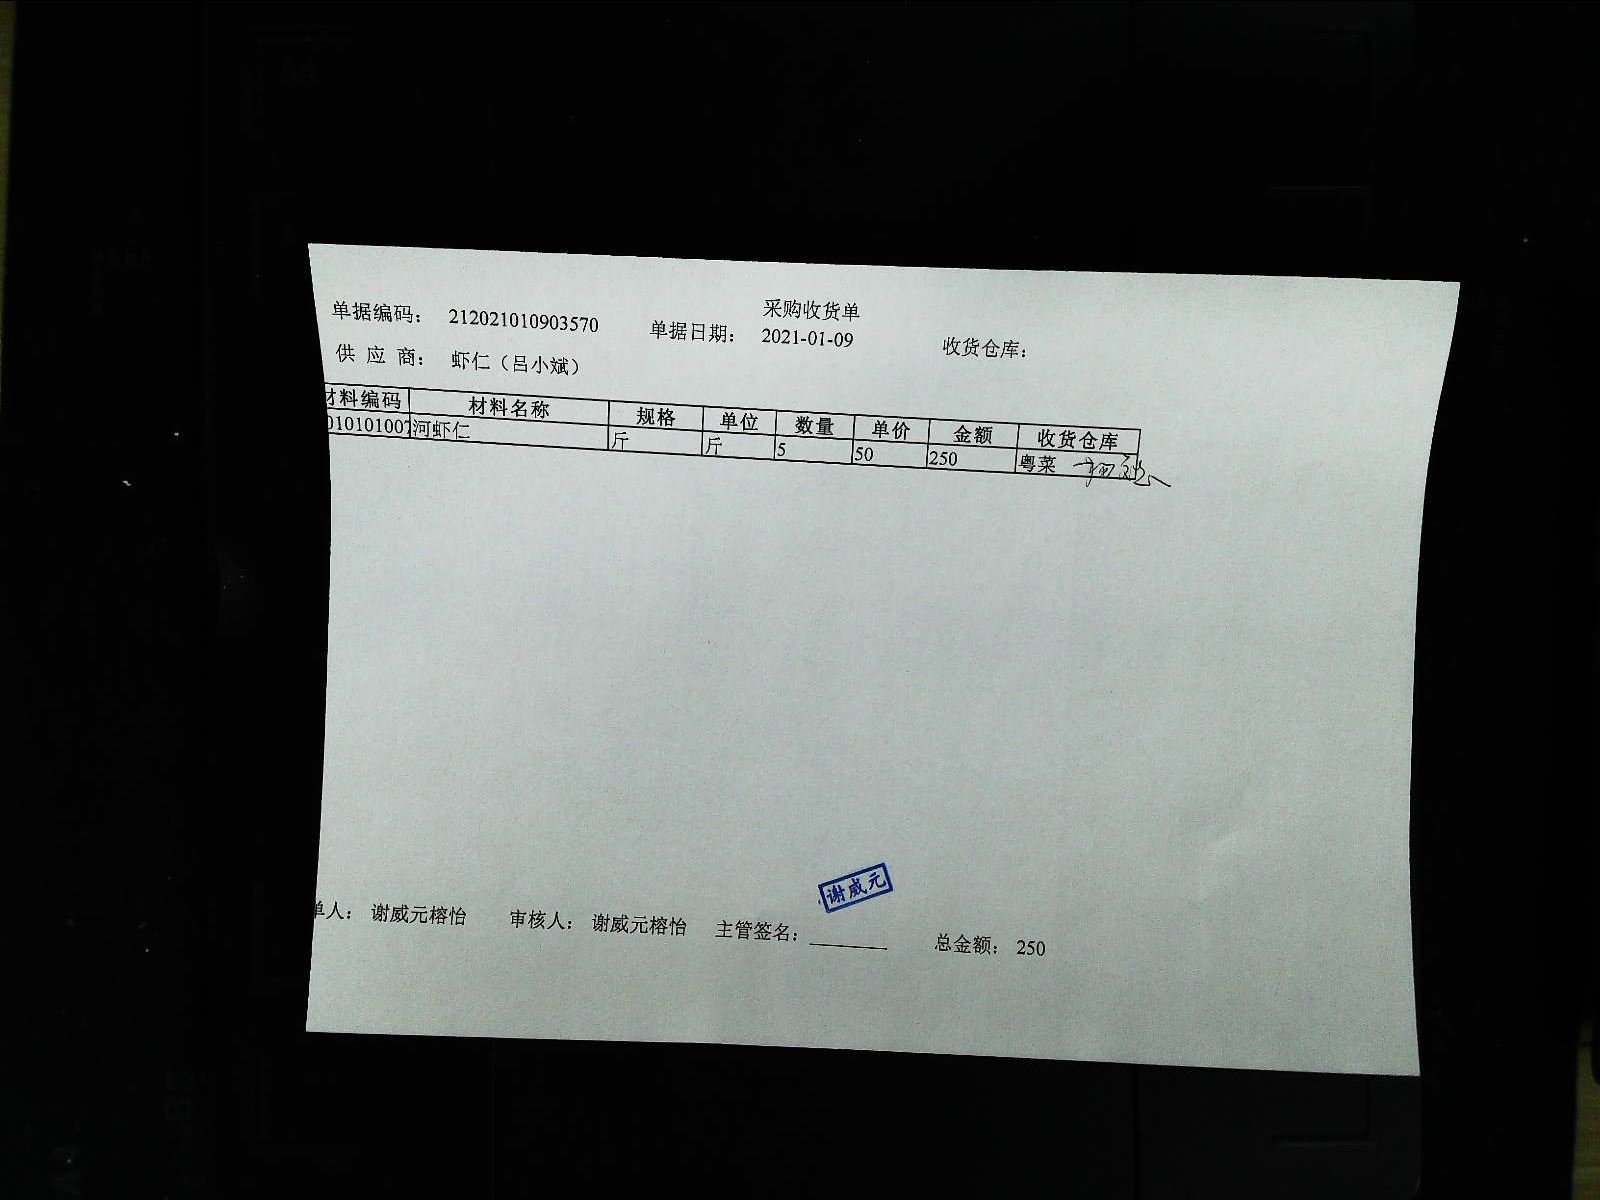 采购收货单
单据编码： 212021010903570 单据日期： 2021-01-09 收货仓库：
供 应 商： 虾仁（吕小斌）
材料编码 材料名称 规格 单位 数量 单价 金额 收货仓库
010101007 河虾仁 斤 斤 5 50 250 粤菜
谢威元
单人： 谢威元榕怡 审核人： 谢威元榕怡 主管签名： ________ 总金额： 250